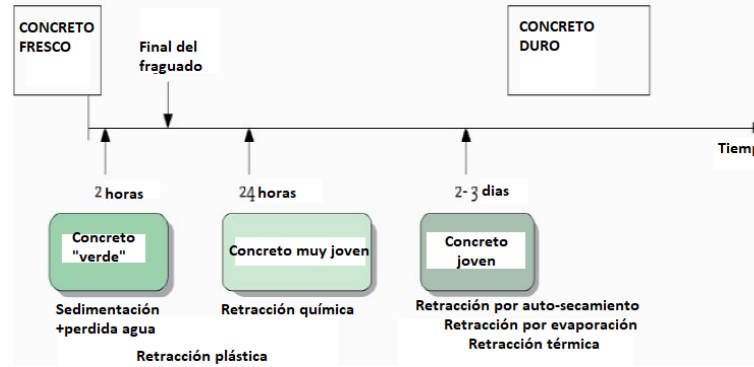 CONCRETO
FRESCO
Final del
fraguado
CONCRETO
DURO
Tiemp
2 horas
24 horas
2- 3 dias
Concreto
"verde"
Concreto muy joven
Concreto
joven
Sedimentación
+perdida agua
Retracción química
Retracción plástica
Retracción por auto-secamiento
Retracción por evaporación
Retracción térmica